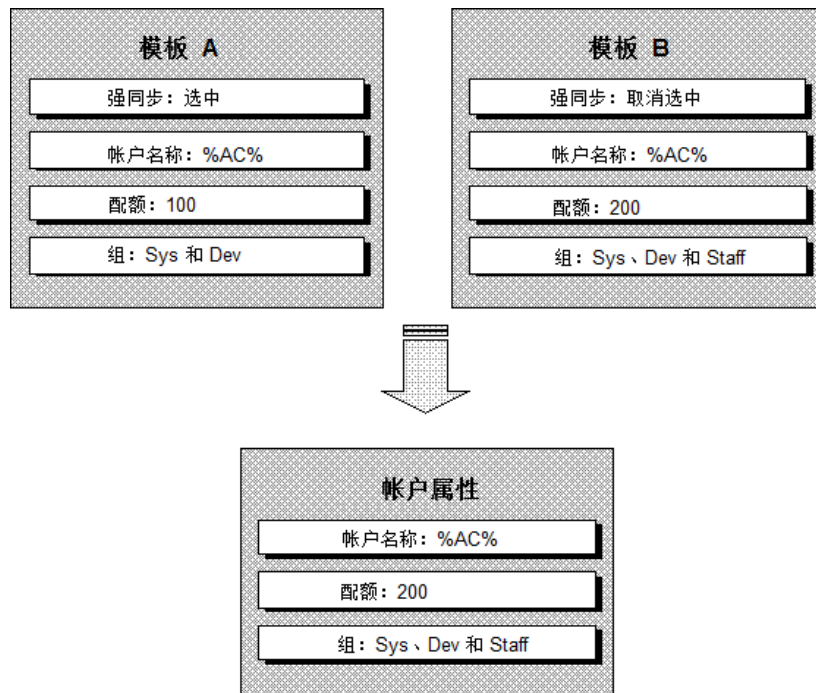 模板 A
强同步：选中
帐户名称：%AC%
配额：100
组：Sys 和 Dev
模板 B
强同步：取消选中
帐户名称：%AC%
配额：200
组：Sys、Dev 和 Staff
帐户属性
帐户名称：%AC%
配额：200
组：Sys、Dev 和 Staff